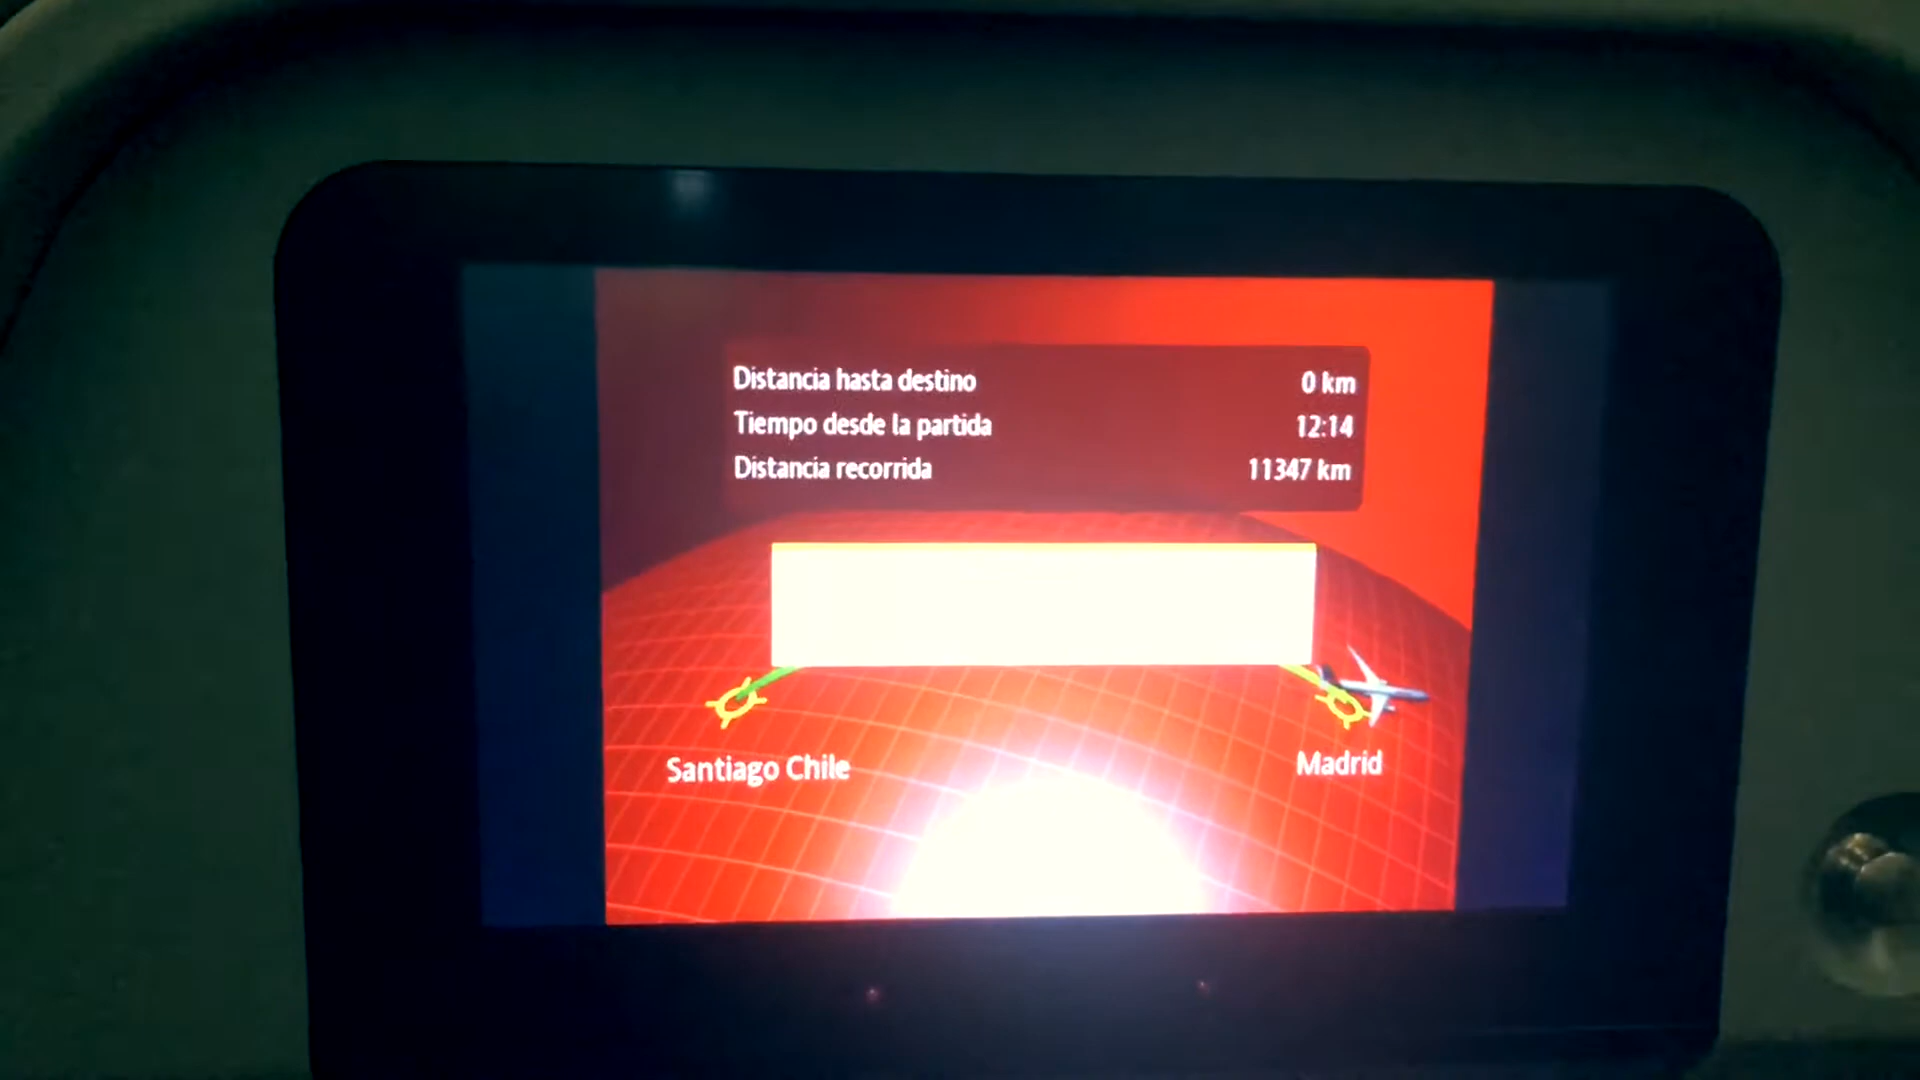 Distancia hasta destino 0 km
Tiempo desde la partida 12:14
Distancia recorrida 11347 km
Santiago Chile
Madrid